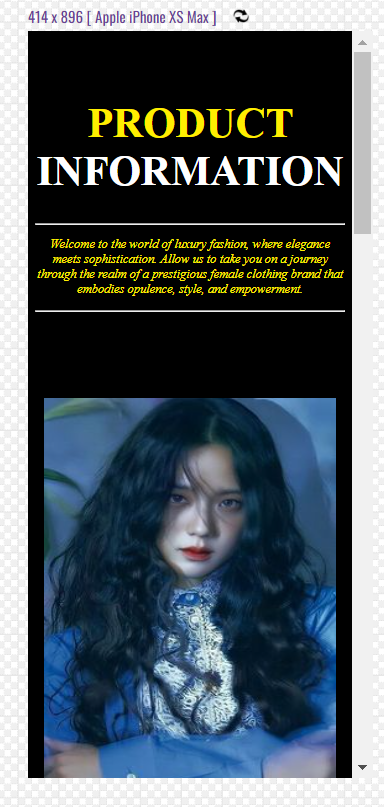 414 x 896 [ Apple iPhone XS Max ]
PRODUCT
INFORMATION
Welcome to the world of luxury fashion, where elegance
meets sophistication. Allow us to take you on a journey
through the realm of a prestigious female clothing brand that
embodies opulence, style, and empowerment.